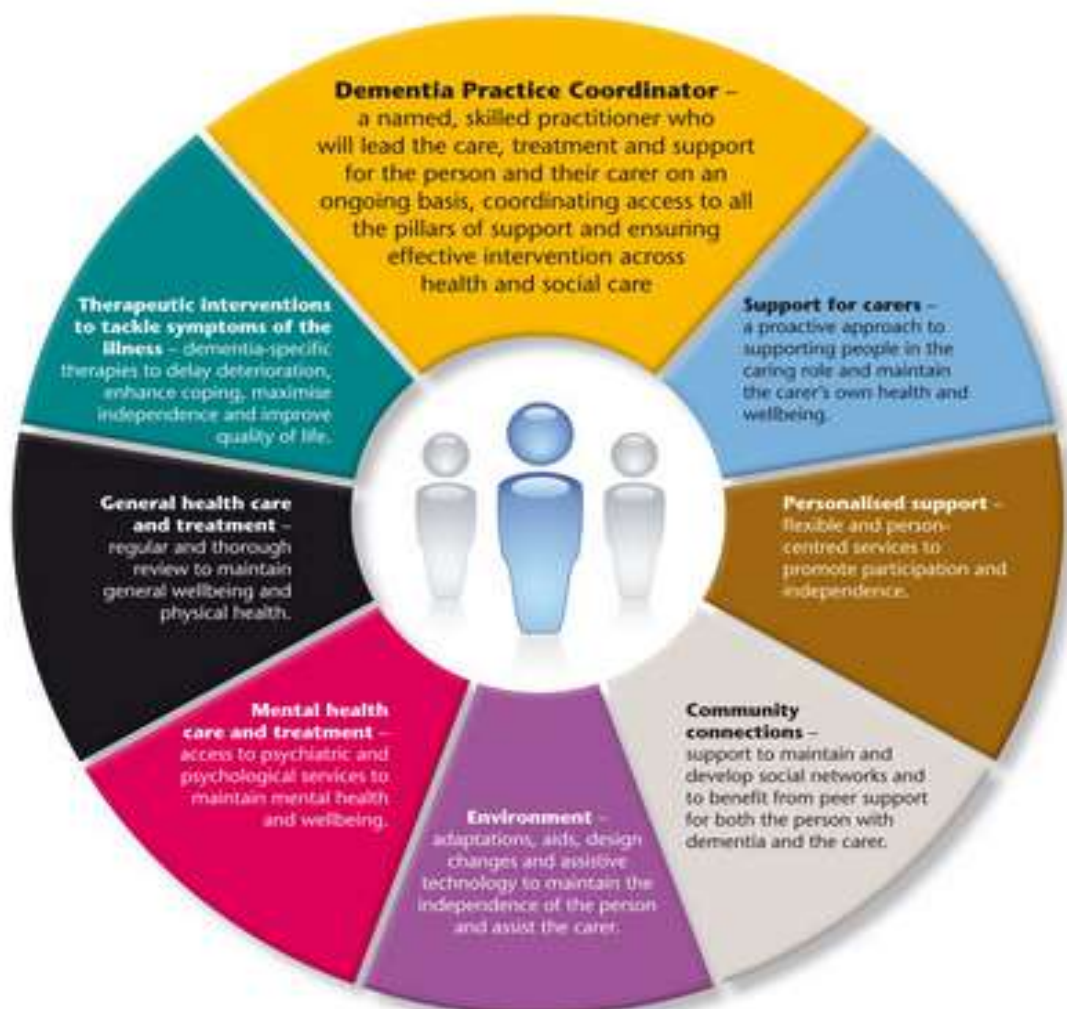 Dementia Practice Coordinator –
a named, skilled practitioner who
will lead the care, treatment and support
for the person and their carer on an
ongoing basis, coordinating access to all
the pillars of support and ensuring
effective intervention across
health and social care
Support for carers –
a proactive approach to
supporting people in the
caring role and maintain
the carer's own health and
wellbeing.
Personalised support –
flexible and person-
centred services to
promote participation and
independence.
Community
connections –
support to maintain and
develop social networks and
to benefit from peer support
for both the person with
dementia and the carer.
Environment –
adaptations, aids, design
changes and assistive
technology to maintain the
independence of the person
and assist the carer.
Mental health
care and treatment –
access to psychiatric and
psychological services to
maintain mental health
and wellbeing.
General health care
and treatment –
regular and thorough
review to maintain
general wellbeing and
physical health.
Therapeutic interventions
to tackle symptoms of the
illness – dementia-specific
therapies to delay deterioration,
enhance coping, maximise
independence and improve
quality of life.